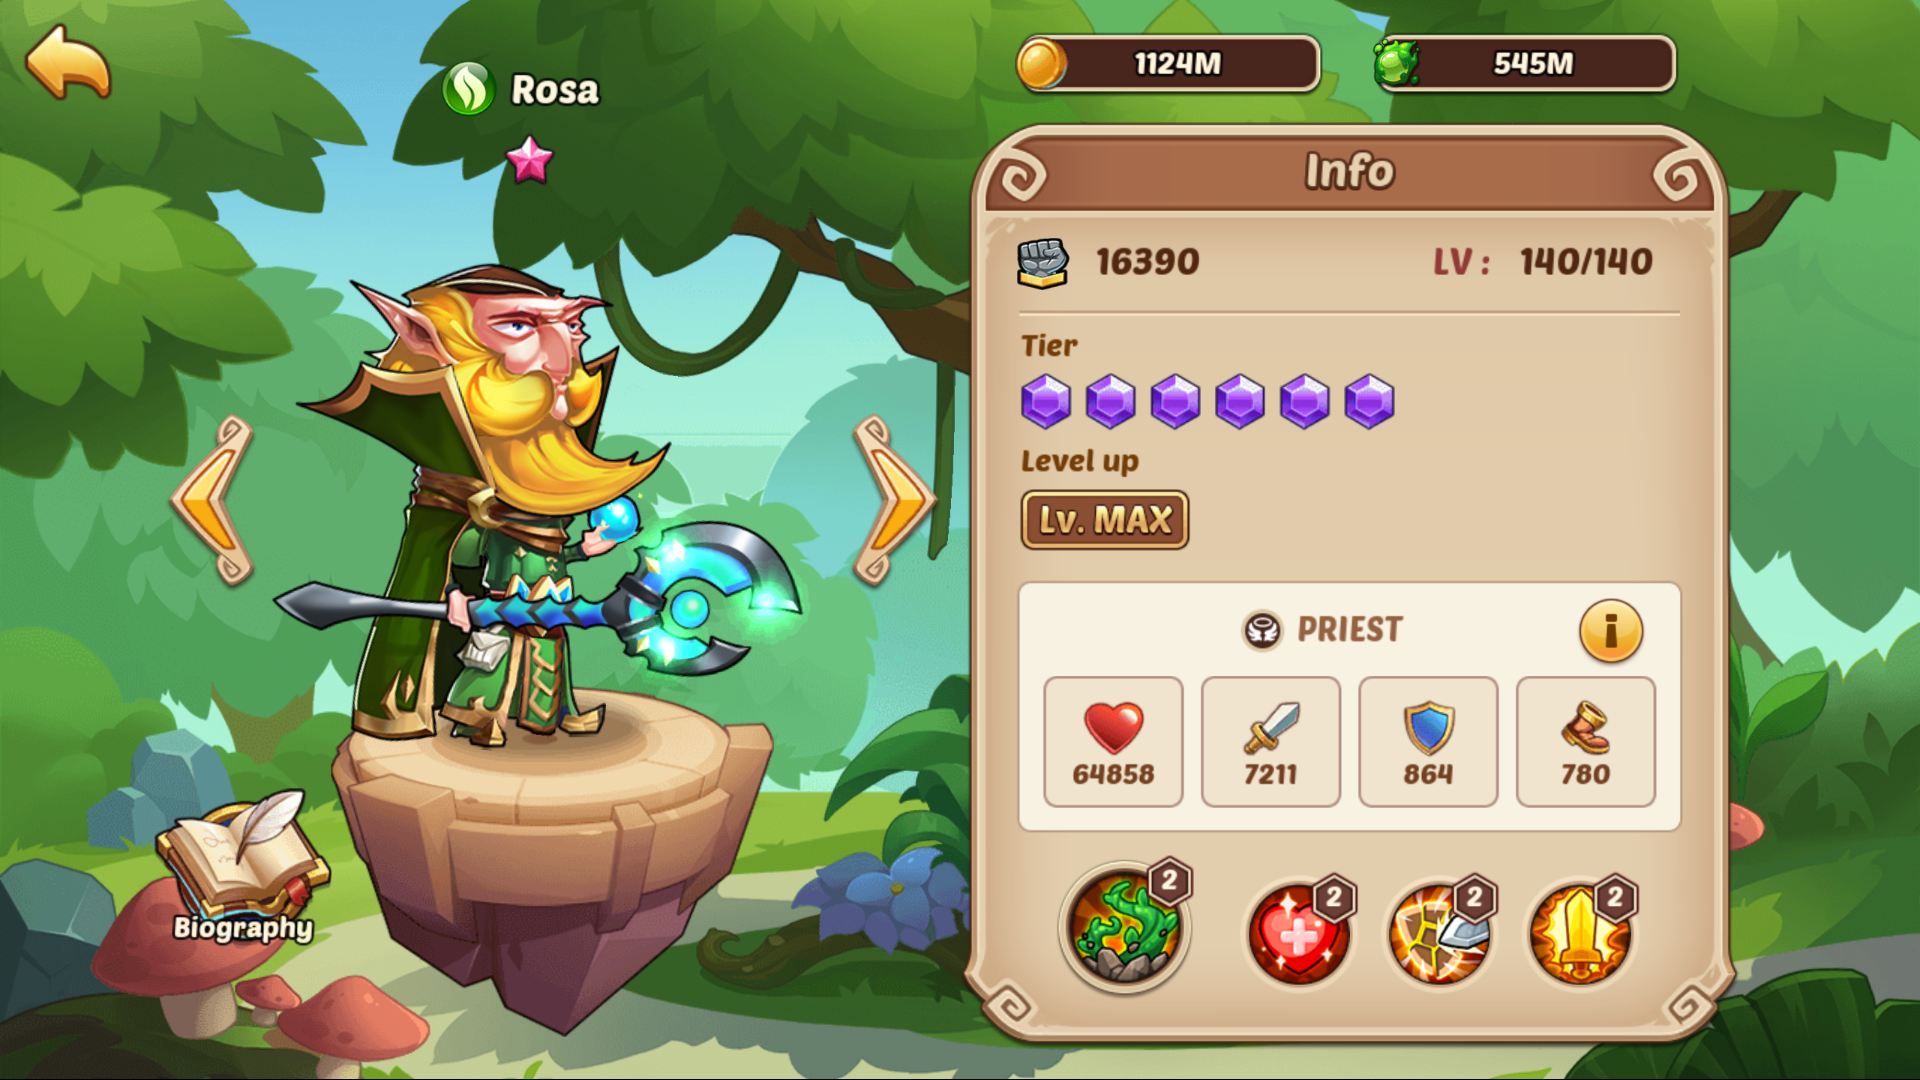 Rosa
1124M
545M
Info
16390
LV : 140/140
Tier
Level up
Lv. MAX
PRIEST
64858
7211
864
780
2
2
2
2
Biography